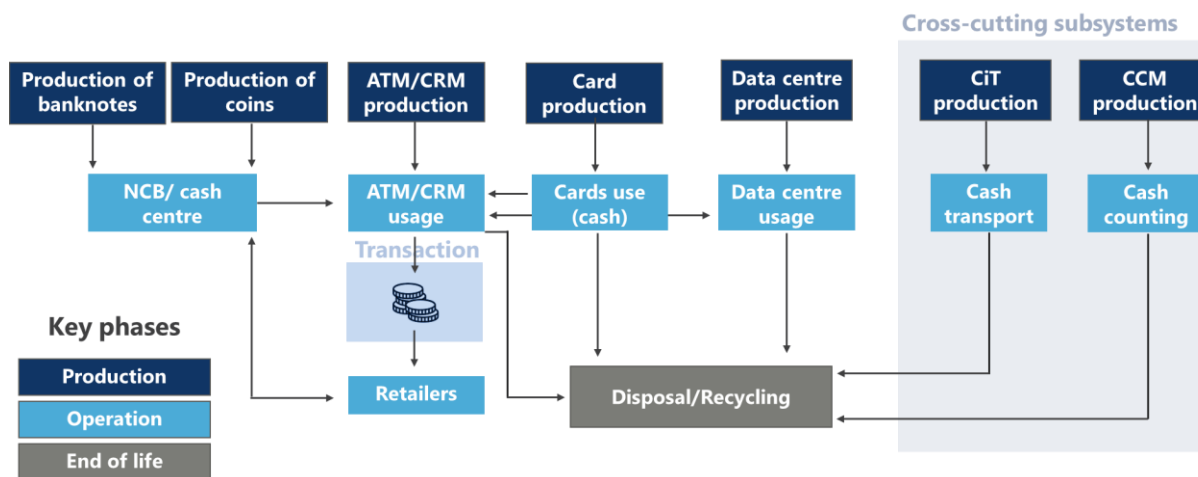 Cross-cutting subsystems
Production of
banknotes
Production of
coins
ATM/CRM
production
Card
production
Data centre
production
CiT
production
CCM
production
NCB/ cash
centre
ATM/CRM
usage
Cards use
(cash)
Data centre
usage
Cash
transport
Cash
counting
Transaction
Key phases
Production
Operation
End of life
Retailers
Disposal/Recycling